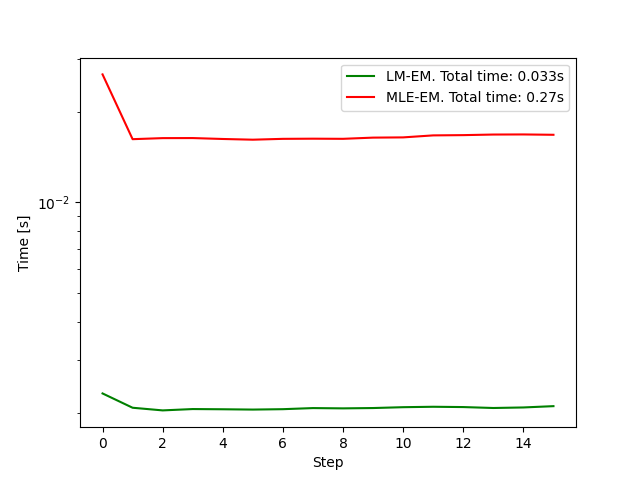 LM-EM. Total time: 0.033s
MLE-EM. Total time: 0.27s
10⁻²
Time [s]
0 2 4 6 8 10 12 14
Step